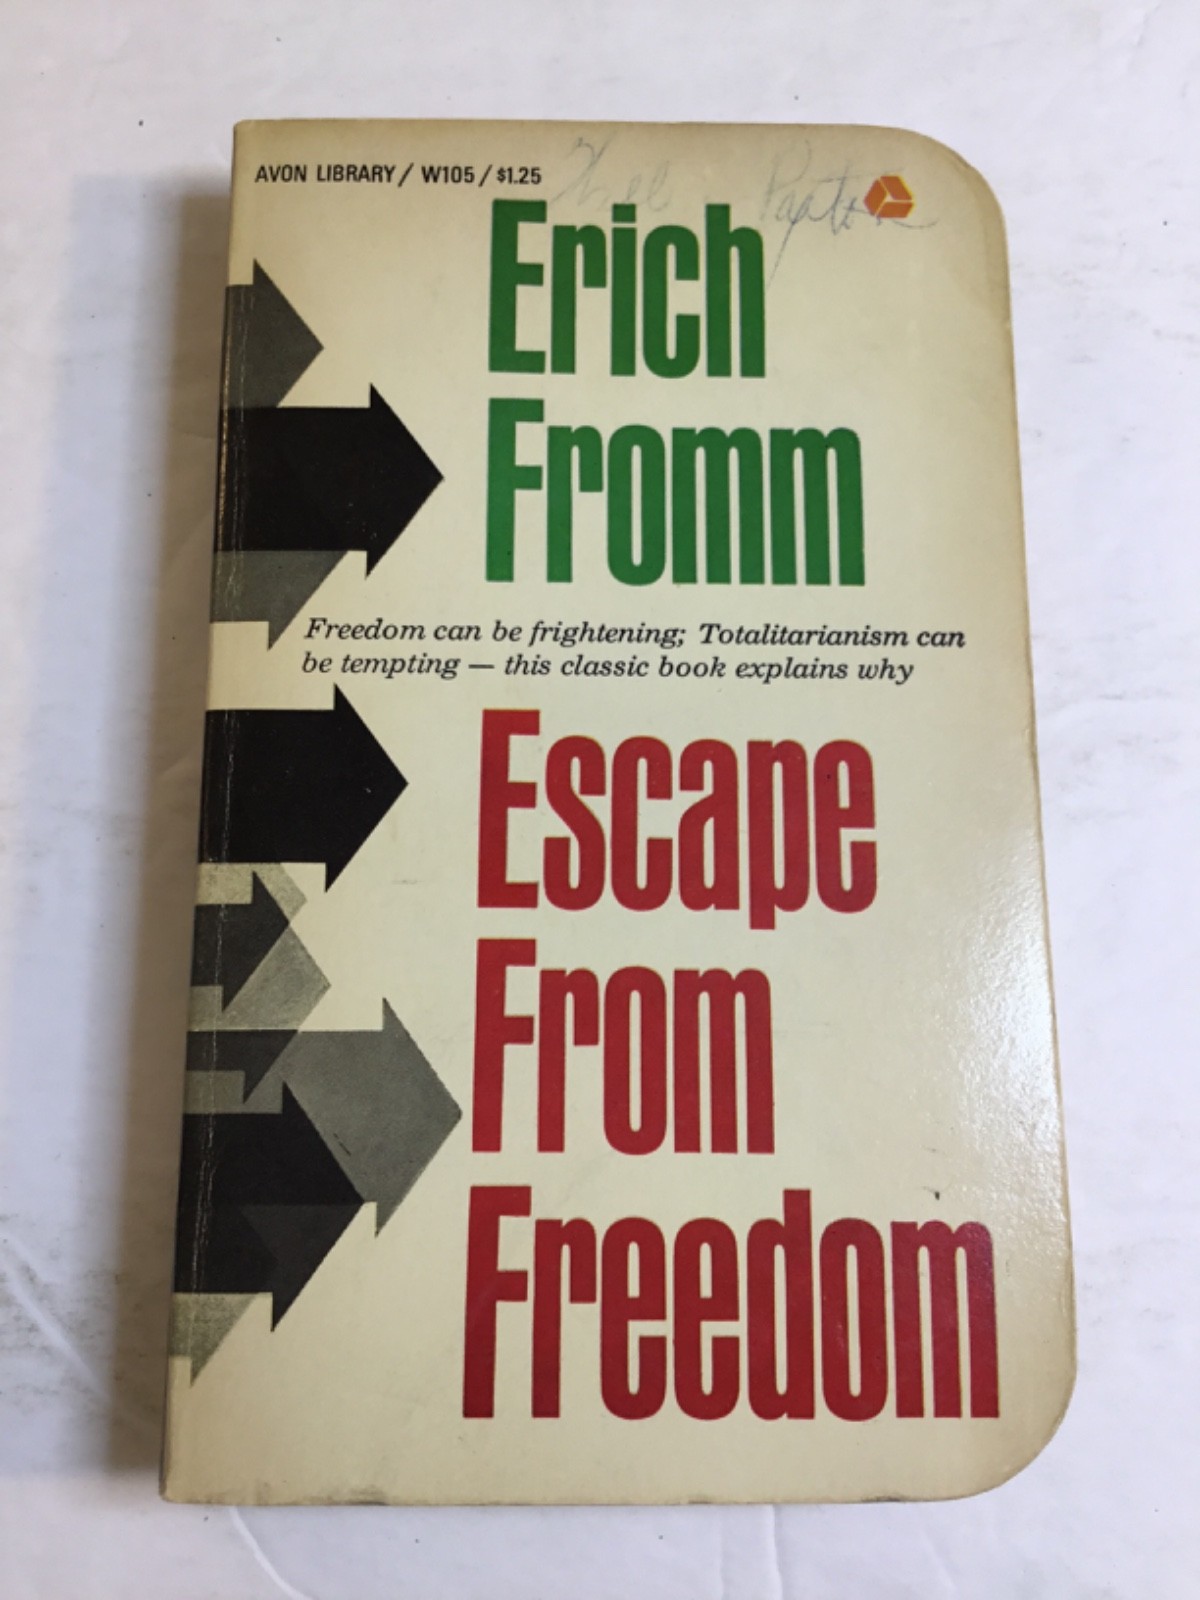 AVON LIBRARY / W105 / $1.25
Paxton
Erich
Fromm
Freedom can be frightening; Totalitarianism can
be tempting — this classic book explains why
Escape
From
Freedom